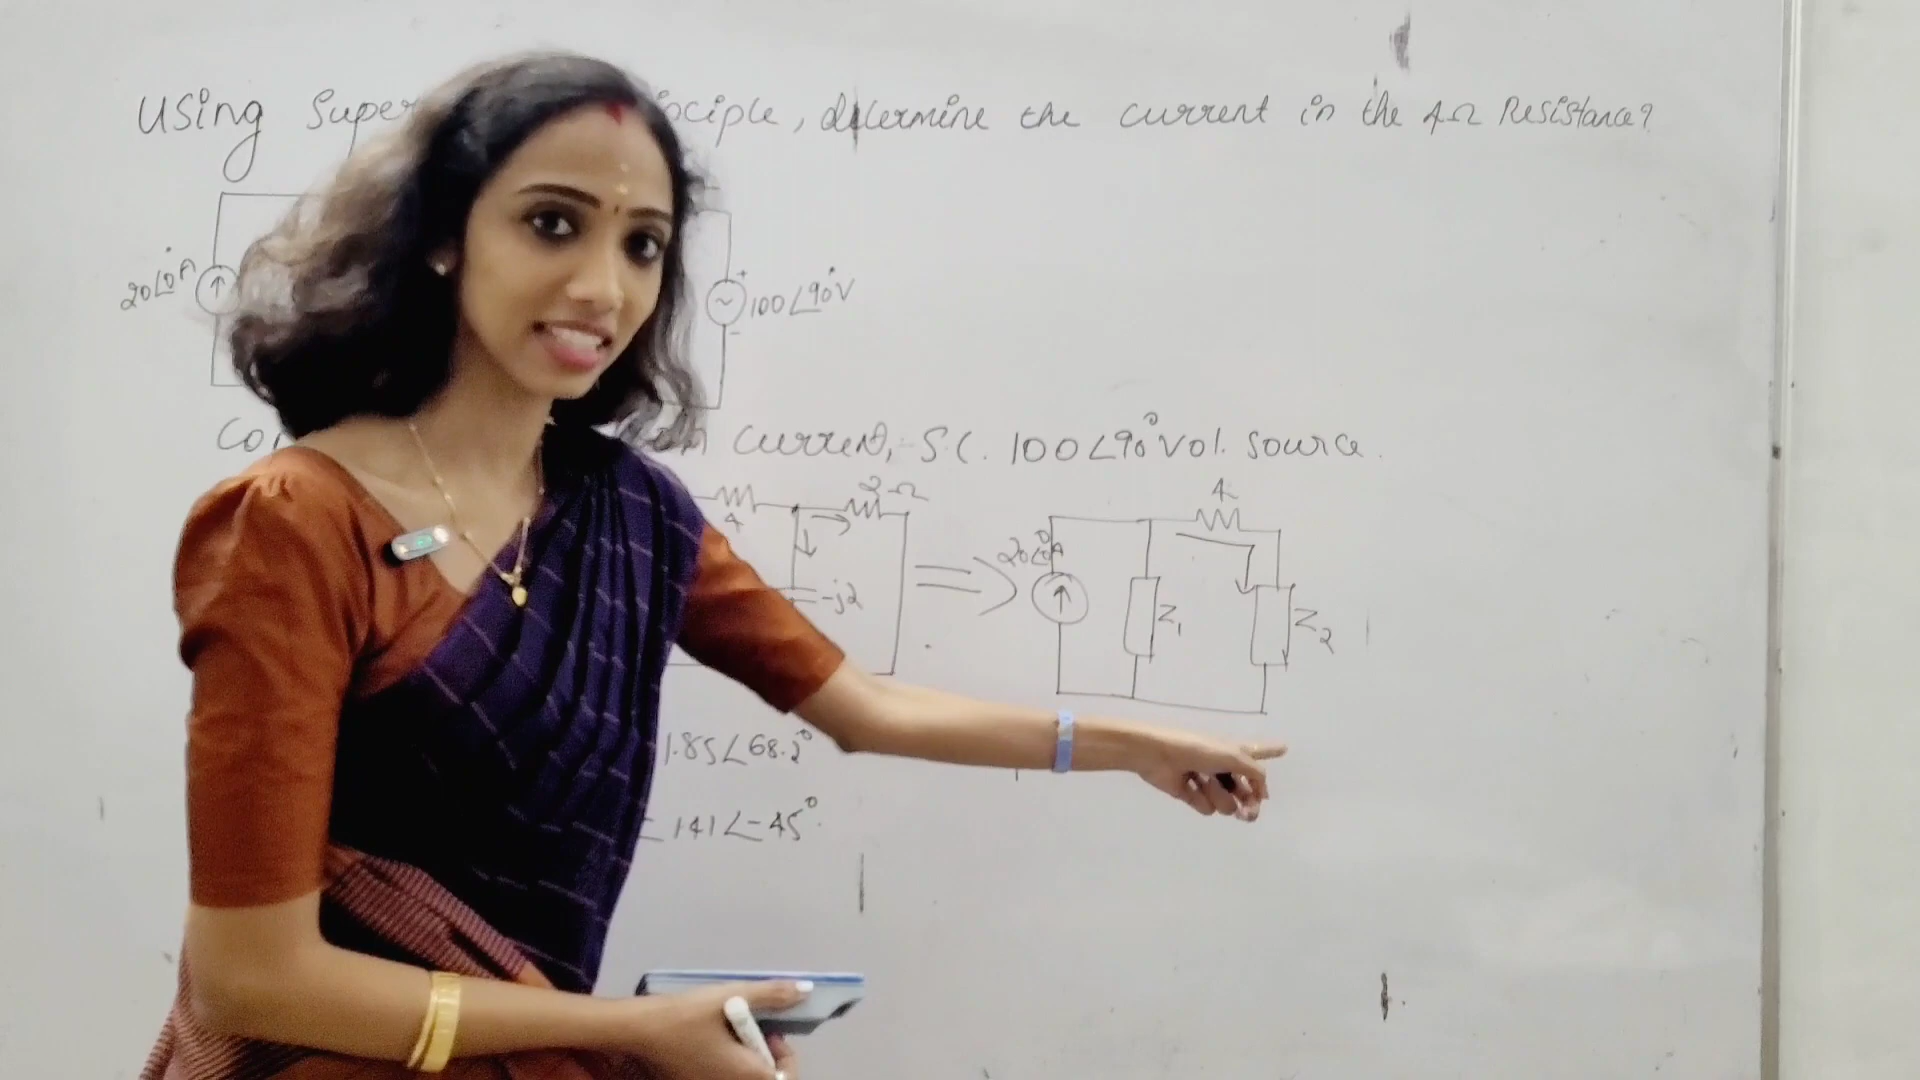 Using Super ciple, determine the current in the 4Ω Resistance?
20∠0°A
+
100∠90°V
-
current, S.C. 100∠90° Vol. source.
4
2Ω
-j2
20∠0°A
4
Z1
Z2
1.85∠68.2°
= 141∠-45°